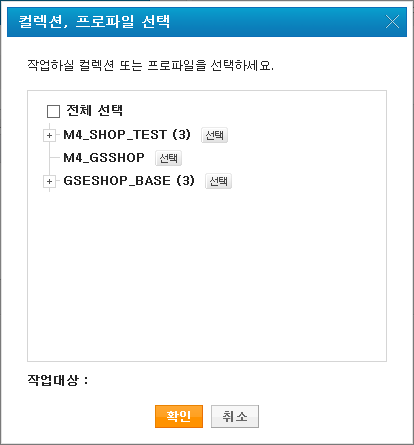 컬렉션, 프로파일 선택
작업하실 컬렉션 또는 프로파일을 선택하세요.
전체 선택
M4_SHOP_TEST (3) 선택
M4_GSSHOP 선택
GSESHOP_BASE (3) 선택
작업대상 :
확인 취소